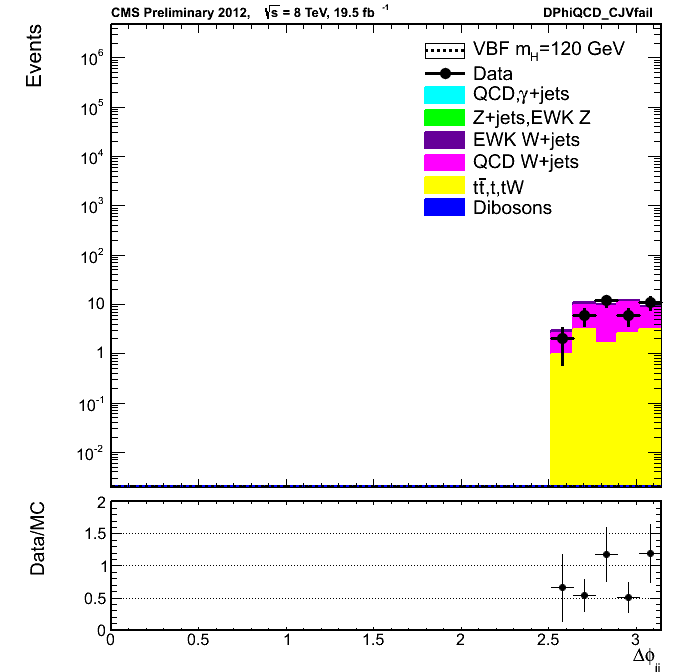 CMS Preliminary 2012, √s = 8 TeV, 19.5 fb⁻¹ DPhiQCD_CJVfail
Events
10⁶
10⁵
10⁴
10³
10²
10
1
10⁻¹
10⁻²
VBF m_H=120 GeV
Data
QCD,γ+jets
Z+jets,EWK Z
EWK W+jets
QCD W+jets
tt̄,t,tW
Dibosons
Data/MC
2
1.5
1
0.5
0
0 0.5 1 1.5 2 2.5 3
Δϕ_jj